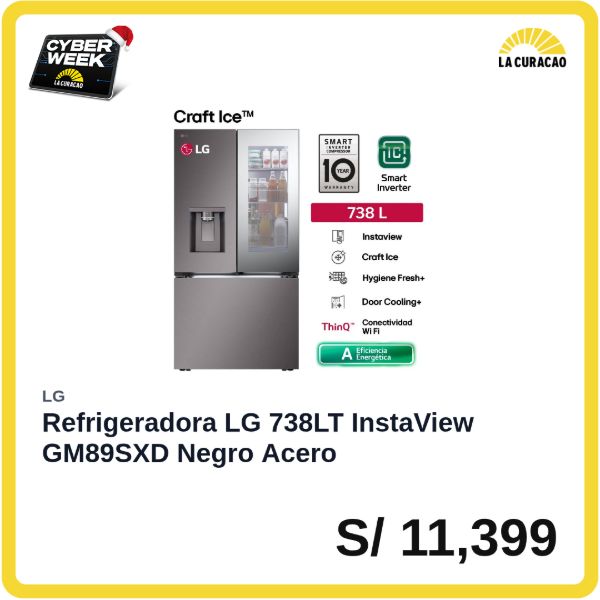 CYBER
WEEK
LA CURACAO
LA CURACAO
Craft Ice™
LG
SMART
INVERTER
COMPRESSOR
10
YEAR
WARRANTY
Smart
Inverter
738 L
Instaview
Craft Ice
Hygiene Fresh+
Door Cooling+
ThinQ™ Conectividad
Wi Fi
A Eficiencia
Energética
LG
Refrigeradora LG 738LT InstaView
GM89SXD Negro Acero
S/ 11,399